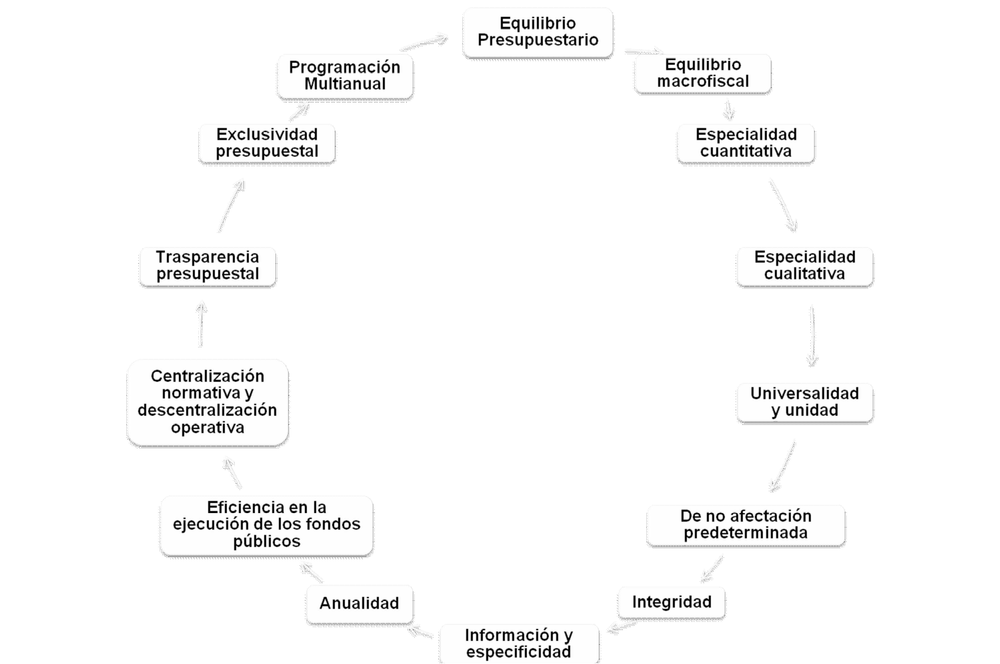 Equilibrio
Presupuestario
Equilibrio
macrofiscal
Especialidad
cuantitativa
Especialidad
cualitativa
Universalidad
y unidad
De no afectación
predeterminada
Integridad
Información y
especificidad
Anualidad
Eficiencia en la
ejecución de los fondos
públicos
Centralización
normativa y
descentralización
operativa
Trasparencia
presupuestal
Exclusividad
presupuestal
Programación
Multianual